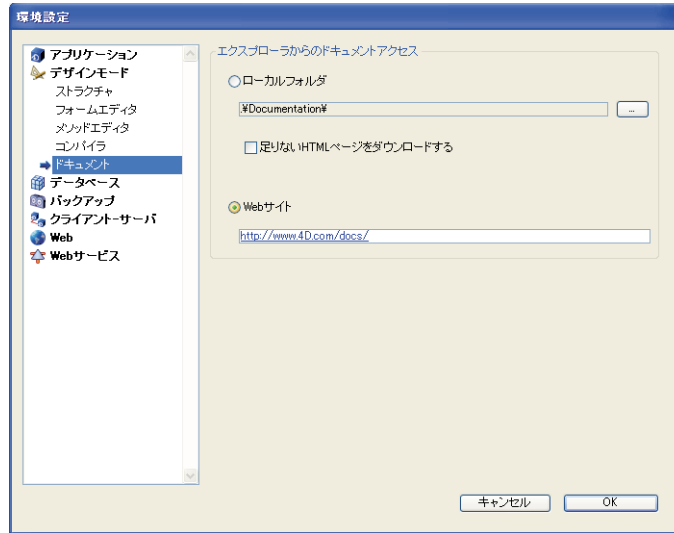 環境設定
アプリケーション
デザインモード
ストラクチャ
フォームエディタ
メソッドエディタ
コンパイラ
ドキュメント
データベース
バックアップ
クライアント-サーバ
Web
Webサービス
エクスプローラからのドキュメントアクセス
ローカルフォルダ
.¥Documentation¥
...
足りないHTMLページをダウンロードする
Webサイト
http://www.4D.com/docs/
キャンセル
OK